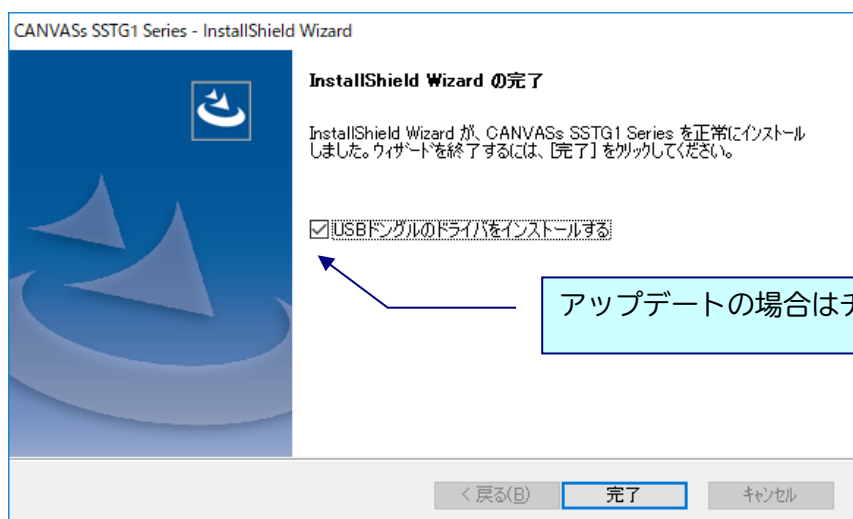 CANVASs SSTG1 Series - InstallShield Wizard
InstallShield Wizard の完了
InstallShield Wizard が、CANVASs SSTG1 Series を正常にインストール
しました。ウィザードを終了するには、[完了] をクリックしてください。
USBドングルのドライバをインストールする
アップデートの場合は
< 戻る(B)
完了
キャンセル